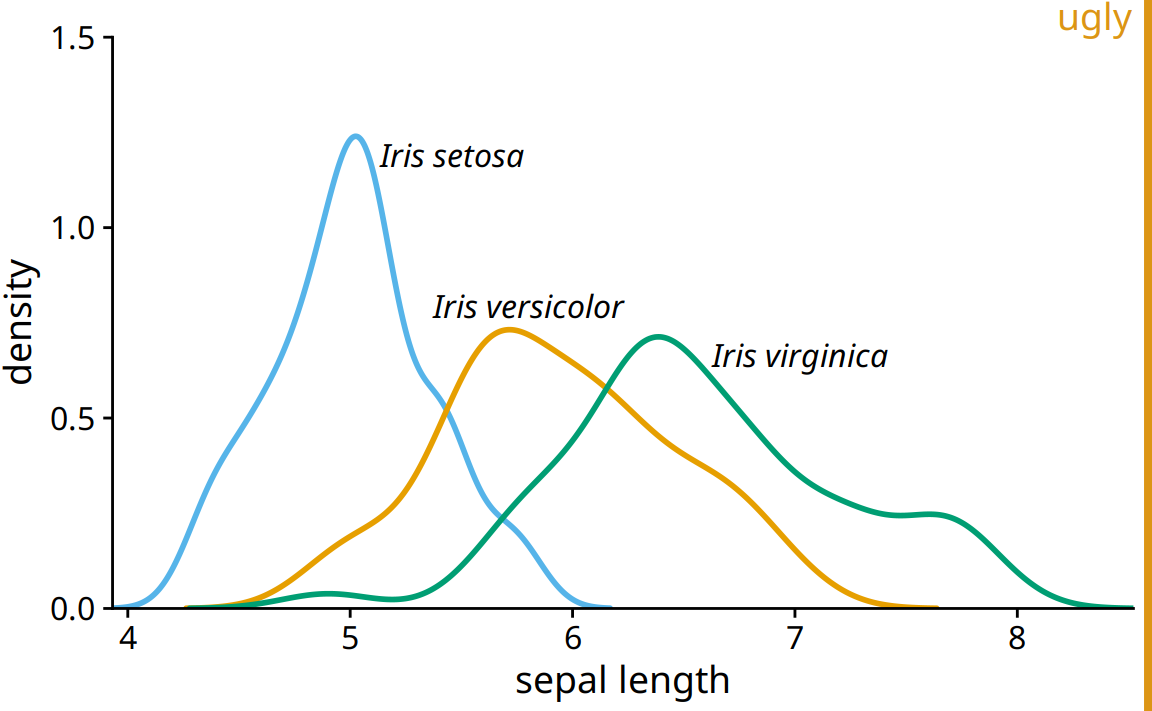 ugly
1.5
1.0
0.5
0.0
density
Iris setosa
Iris versicolor
Iris virginica
4 5 6 7 8
sepal length